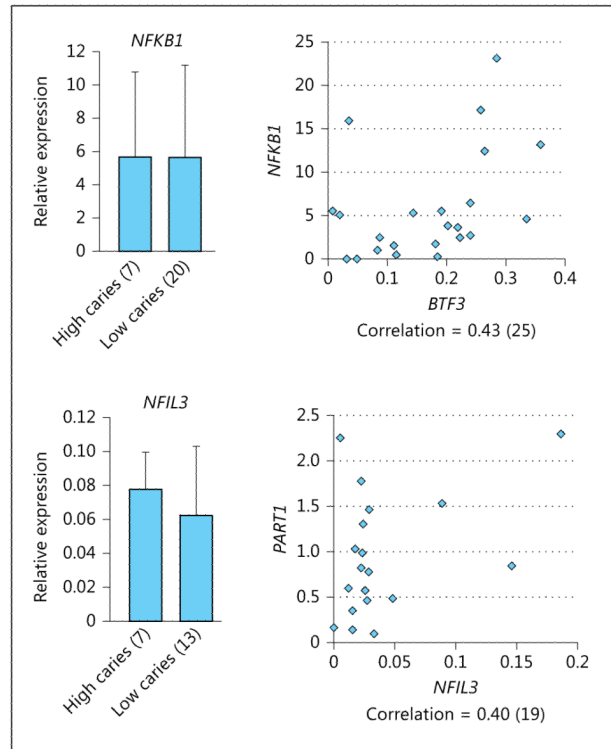 NFKB1
Relative expression
12
10
8
6
4
2
0
High caries (7)
Low caries (20)
NFKB1
25
20
15
10
5
0
0 0.1 0.2 0.3 0.4
BTF3
Correlation = 0.43 (25)
NFIL3
Relative expression
0.12
0.10
0.08
0.06
0.04
0.02
0
High caries (7)
Low caries (13)
PART1
2.5
2.0
1.5
1.0
0.5
0
0 0.05 0.1 0.15 0.2
NFIL3
Correlation = 0.40 (19)